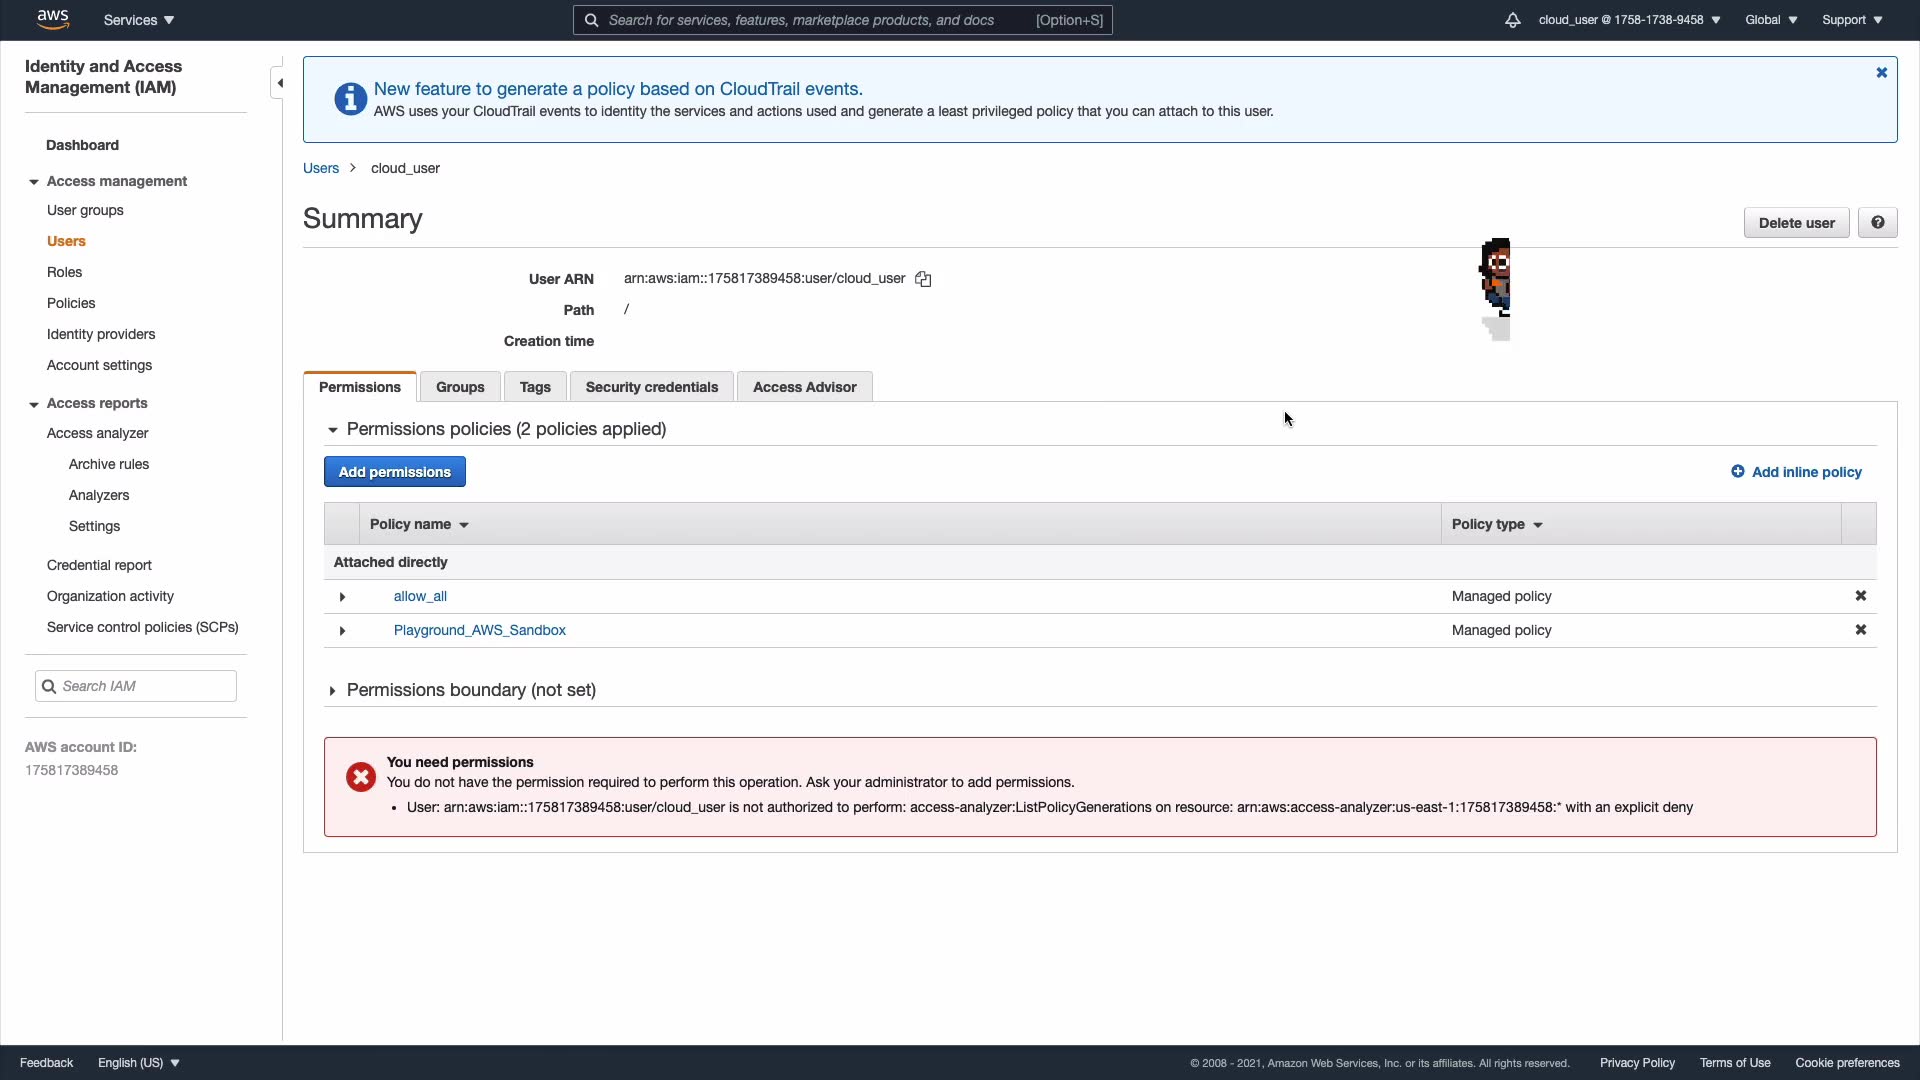 aws
Services
Search for services, features, marketplace products, and docs
[Option+S]
cloud_user @ 1758-1738-9458
Global
Support
Identity and Access
Management (IAM)
Dashboard
Access management
User groups
Users
Roles
Policies
Identity providers
Account settings
Access reports
Access analyzer
Archive rules
Analyzers
Settings
Credential report
Organization activity
Service control policies (SCPs)
Search IAM
AWS account ID:
175817389458
New feature to generate a policy based on CloudTrail events.
AWS uses your CloudTrail events to identify the services and actions used and generate a least privileged policy that you can attach to this user.
Users > cloud_user
Summary
Delete user
User ARN arn:aws:iam::175817389458:user/cloud_user
Path /
Creation time
Permissions
Groups
Tags
Security credentials
Access Advisor
Permissions policies (2 policies applied)
Add permissions
Add inline policy
Policy name
Policy type
Attached directly
allow_all
Managed policy
Playground_AWS_Sandbox
Managed policy
Permissions boundary (not set)
You need permissions
You do not have the permission required to perform this operation. Ask your administrator to add permissions.
• User: arn:aws:iam::175817389458:user/cloud_user is not authorized to perform: access-analyzer:ListPolicyGenerations on resource: arn:aws:access-analyzer:us-east-1:175817389458:* with an explicit deny
Feedback
English (US)
© 2008 - 2021, Amazon Web Services, Inc. or its affiliates. All rights reserved.
Privacy Policy
Terms of Use
Cookie preferences